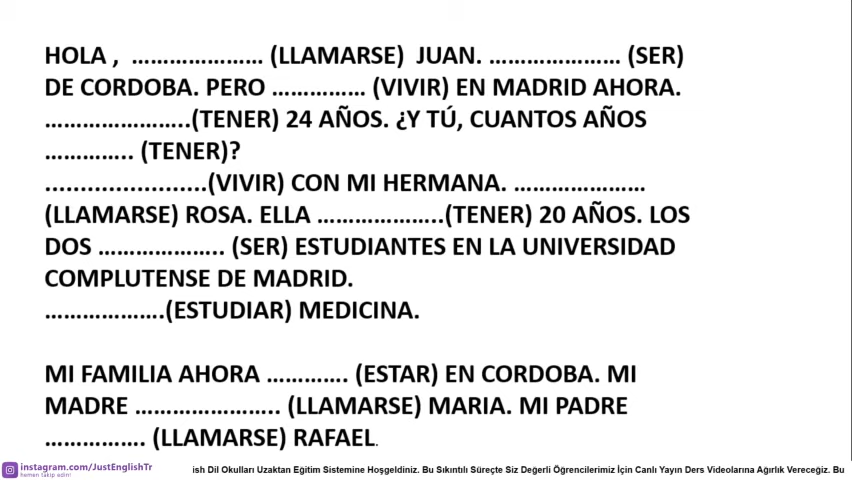 HOLA , ………………… (LLAMARSE) JUAN. ………………… (SER)
DE CORDOBA. PERO …………… (VIVIR) EN MADRID AHORA.
…………………..(TENER) 24 AÑOS. ¿Y TÚ, CUANTOS AÑOS
………….. (TENER)?
.......................(VIVIR) CON MI HERMANA. …………………
(LLAMARSE) ROSA. ELLA ………………..(TENER) 20 AÑOS. LOS
DOS ……………….. (SER) ESTUDIANTES EN LA UNIVERSIDAD
COMPLUTENSE DE MADRID.
……………….(ESTUDIAR) MEDICINA.
MI FAMILIA AHORA …………. (ESTAR) EN CORDOBA. MI
MADRE ………………….. (LLAMARSE) MARIA. MI PADRE
……………. (LLAMARSE) RAFAEL.
instagram.com/JustEnglishTr
hemen takip edin!
ish Dil Okulları Uzaktan Eğitim Sistemine Hoşgeldiniz. Bu Sıkıntılı Süreçte Siz Değerli Öğrencilerimiz İçin Canlı Yayın Ders Videolarına Ağırlık Vereceğiz. Bu